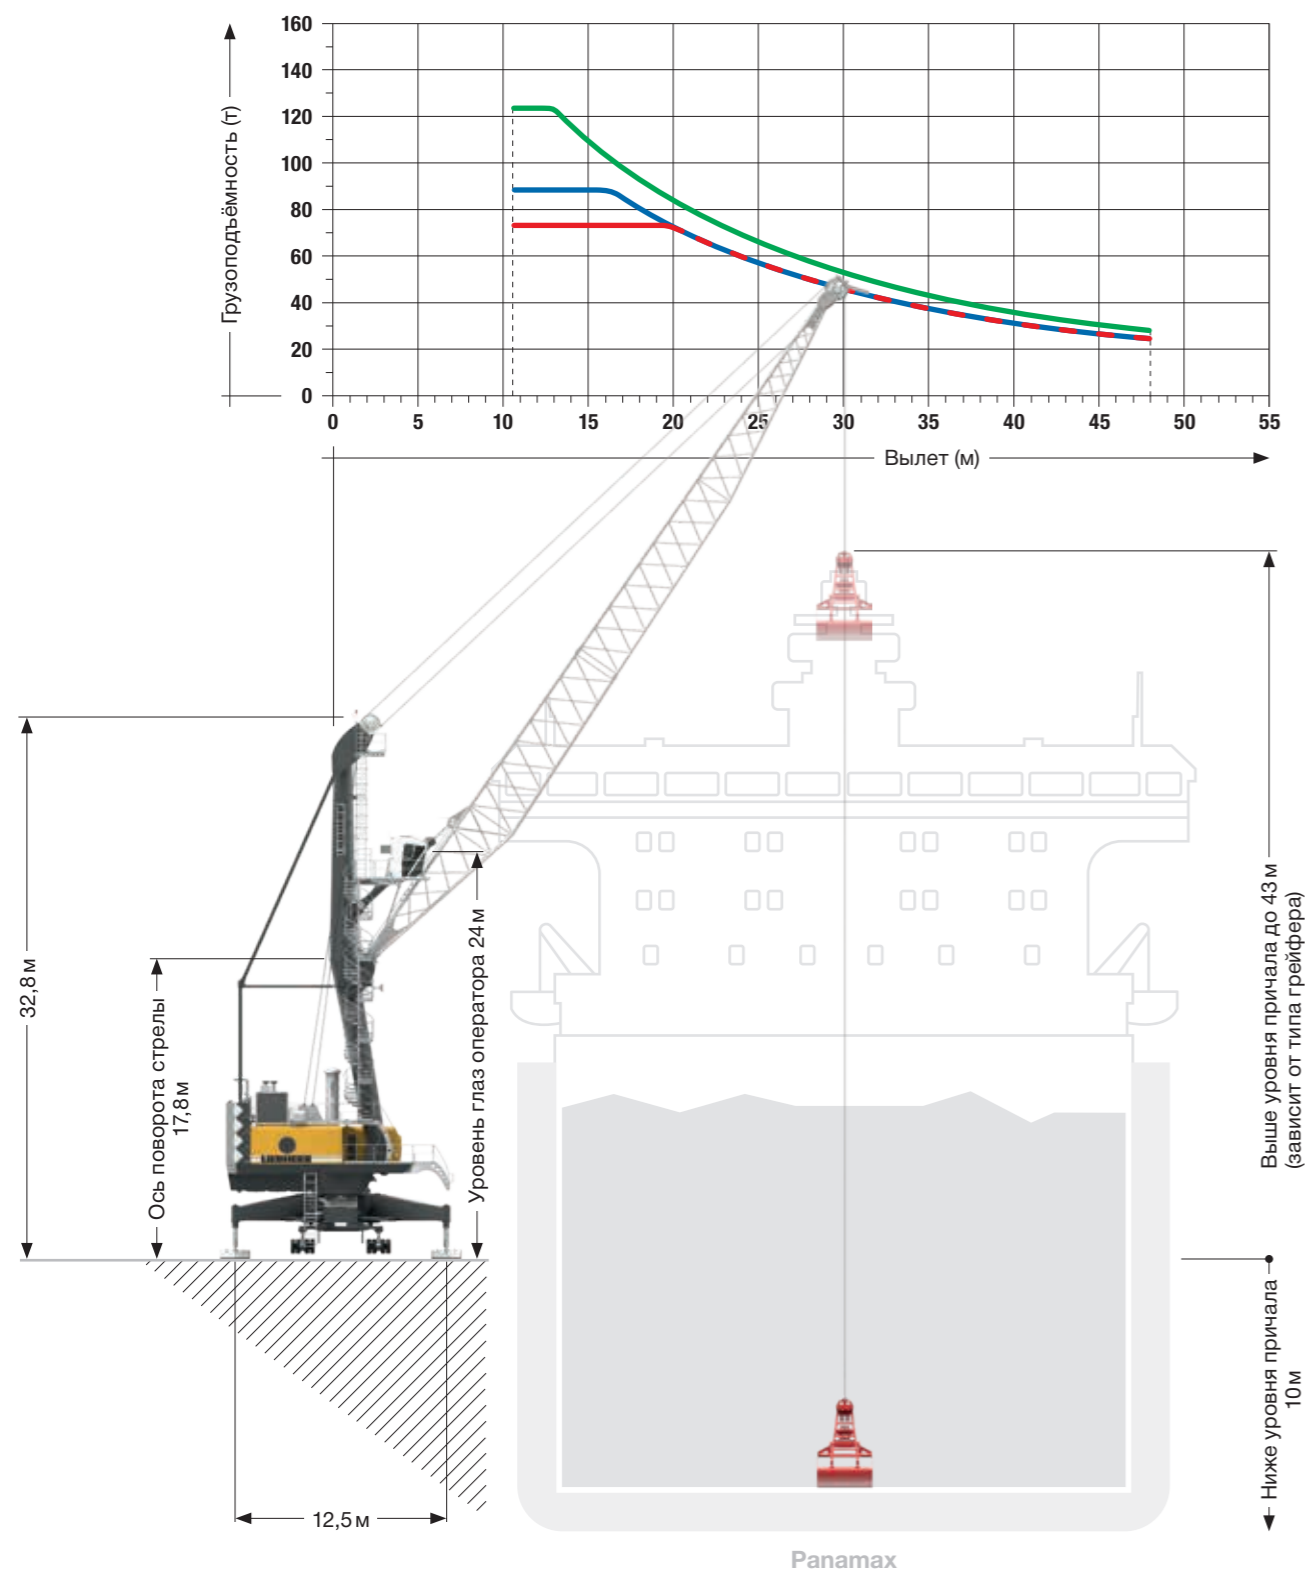 160
140
120
100
80
60
40
20
0
Грузоподъёмность (т)
0 5 10 15 20 25 30 35 40 45 50 55
Вылет (м)
32,8 м
Ось поворота стрелы
17,8 м
Уровень глаз оператора 24 м
LIEBHERR
LIEBHERR
Выше уровня причала до 43 м
(зависит от типа грейфера)
Ниже уровня причала
10 м
12,5 м
Panamax